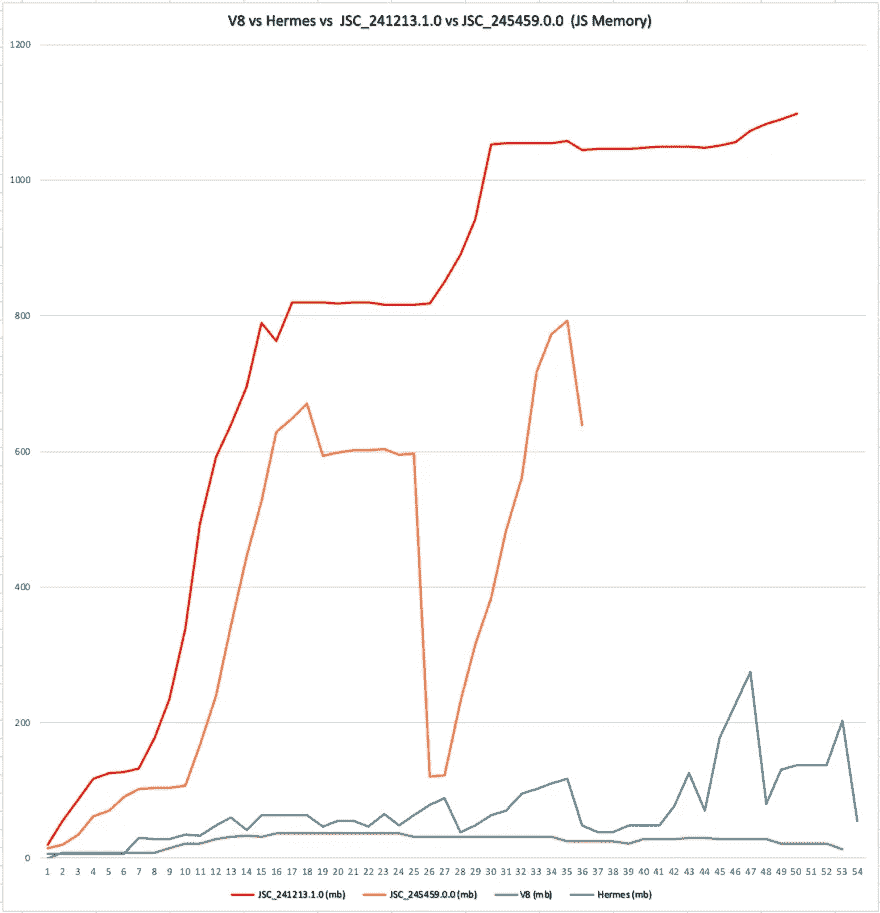 V8 vs Hermes vs JSC_241213.1.0 vs JSC_245459.0.0 (JS Memory)
1200
1000
800
600
400
200
0
1 2 3 4 5 6 7 8 9 10 11 12 13 14 15 16 17 18 19 20 21 22 23 24 25 26 27 28 29 30 31 32 33 34 35 36 37 38 39 40 41 42 43 44 45 46 47 48 49 50 51 52 53 54
JSC_241213.1.0 (mb) JSC_245459.0.0 (mb) V8 (mb) Hermes (mb)